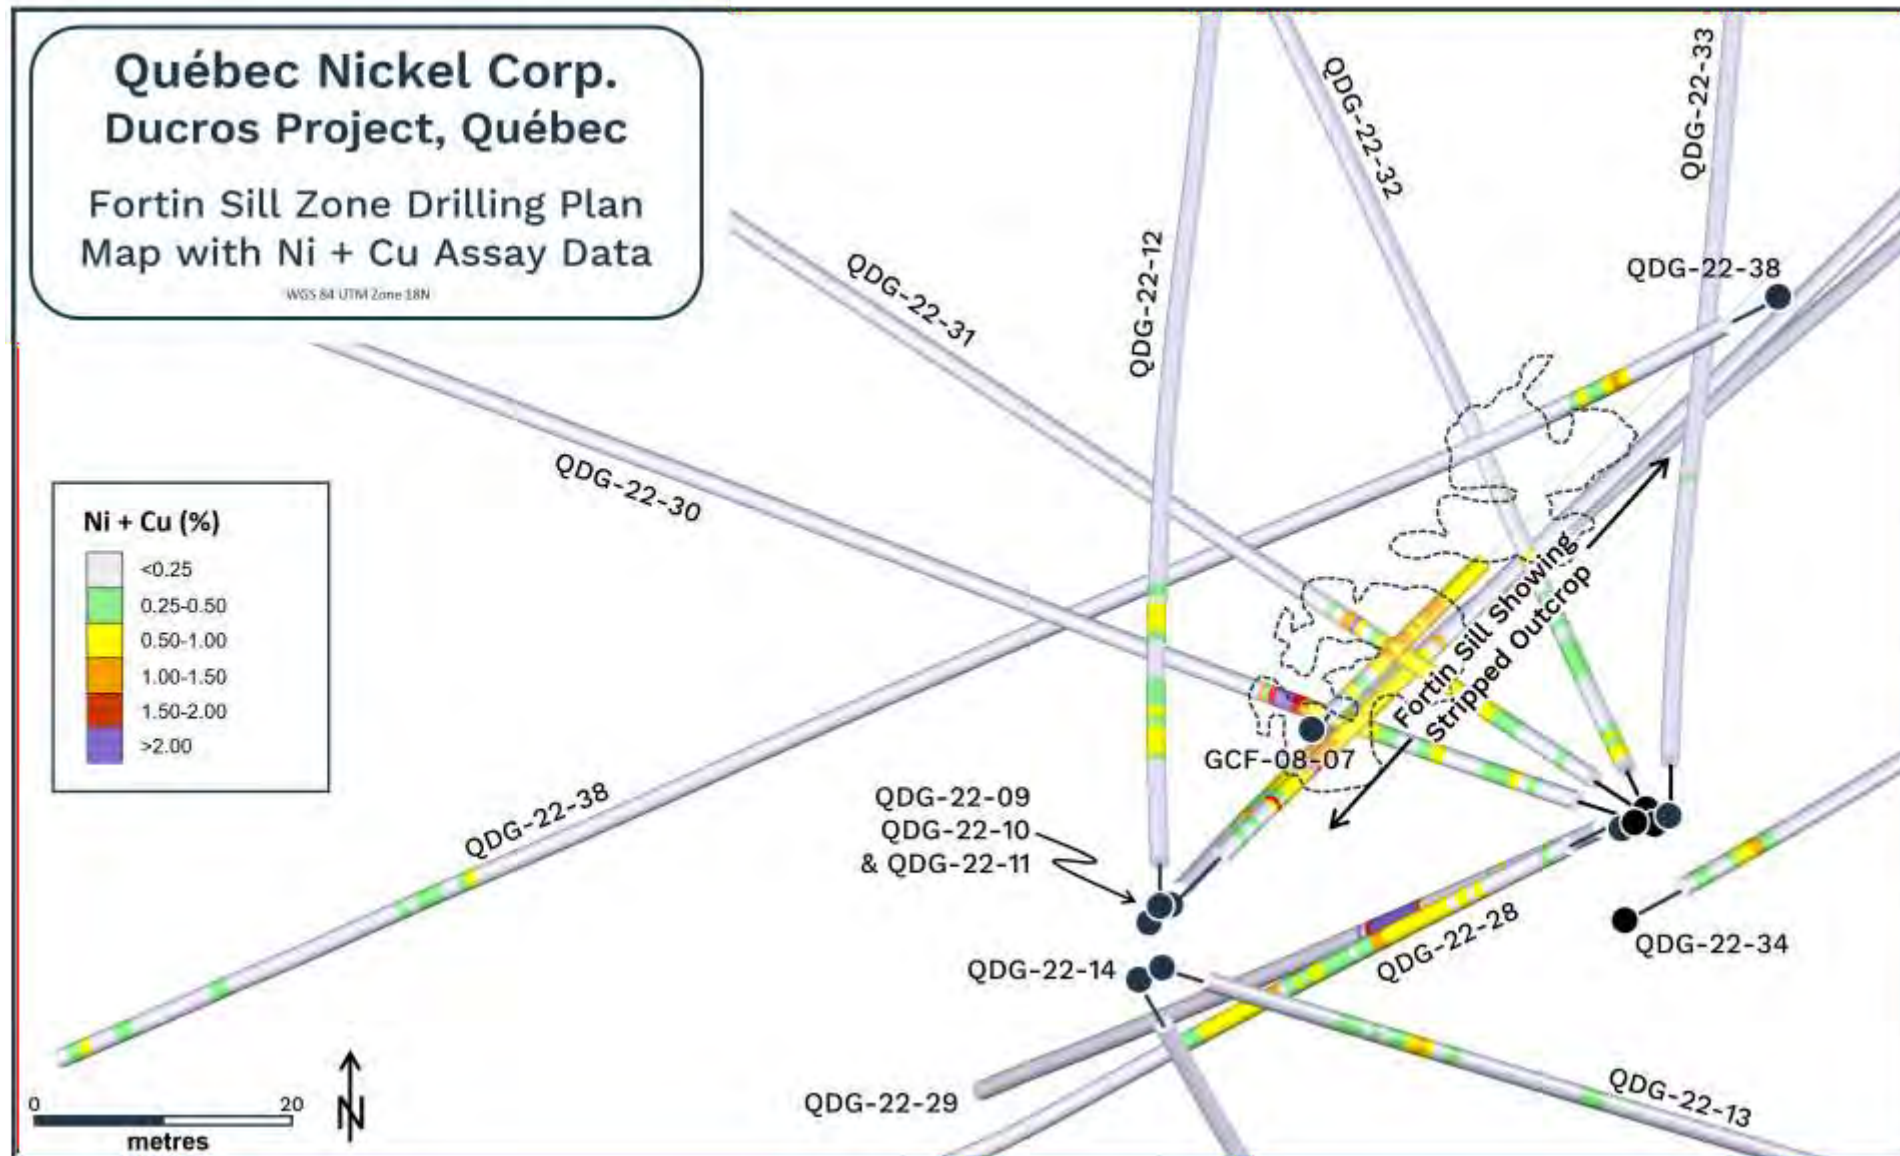 Québec Nickel Corp.
Ducros Project, Québec
Fortin Sill Zone Drilling Plan
Map with Ni + Cu Assay Data
WGS 84 UTM Zone 18N
QDG-22-12
QDG-22-32
QDG-22-33
QDG-22-31
QDG-22-38
QDG-22-30
Ni + Cu (%)
<0.25
0.25-0.50
0.50-1.00
1.00-1.50
1.50-2.00
>2.00
Fortin Sill Showing
Stripped Outcrop
GCF-08-07
QDG-22-09
QDG-22-10
& QDG-22-11
QDG-22-38
QDG-22-28
QDG-22-34
QDG-22-14
QDG-22-29
QDG-22-13
0 20
metres
N